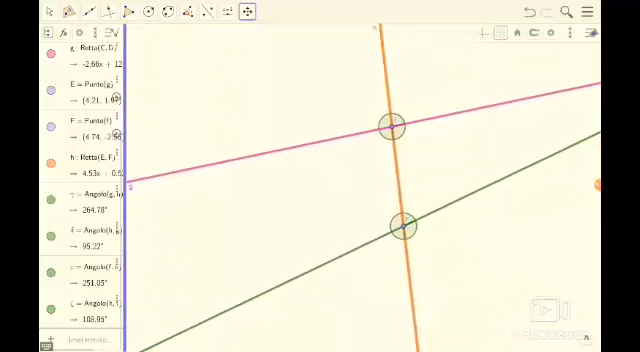 g : Retta(C, D)
→ -2.66x + 12
E = Punto(g)
→ (4.21, 1.97
F = Punto(f)
→ (4.74, -2.5
h : Retta(E, F)
→ 4.53x + 0.5
γ = Angolo(g, h
→ 264.78°
δ = Angolo(h, g
→ 95.22°
ε = Angolo(f, h
→ 251.05°
ζ = Angolo(h, f
→ 108.95°
Inserimento...
g